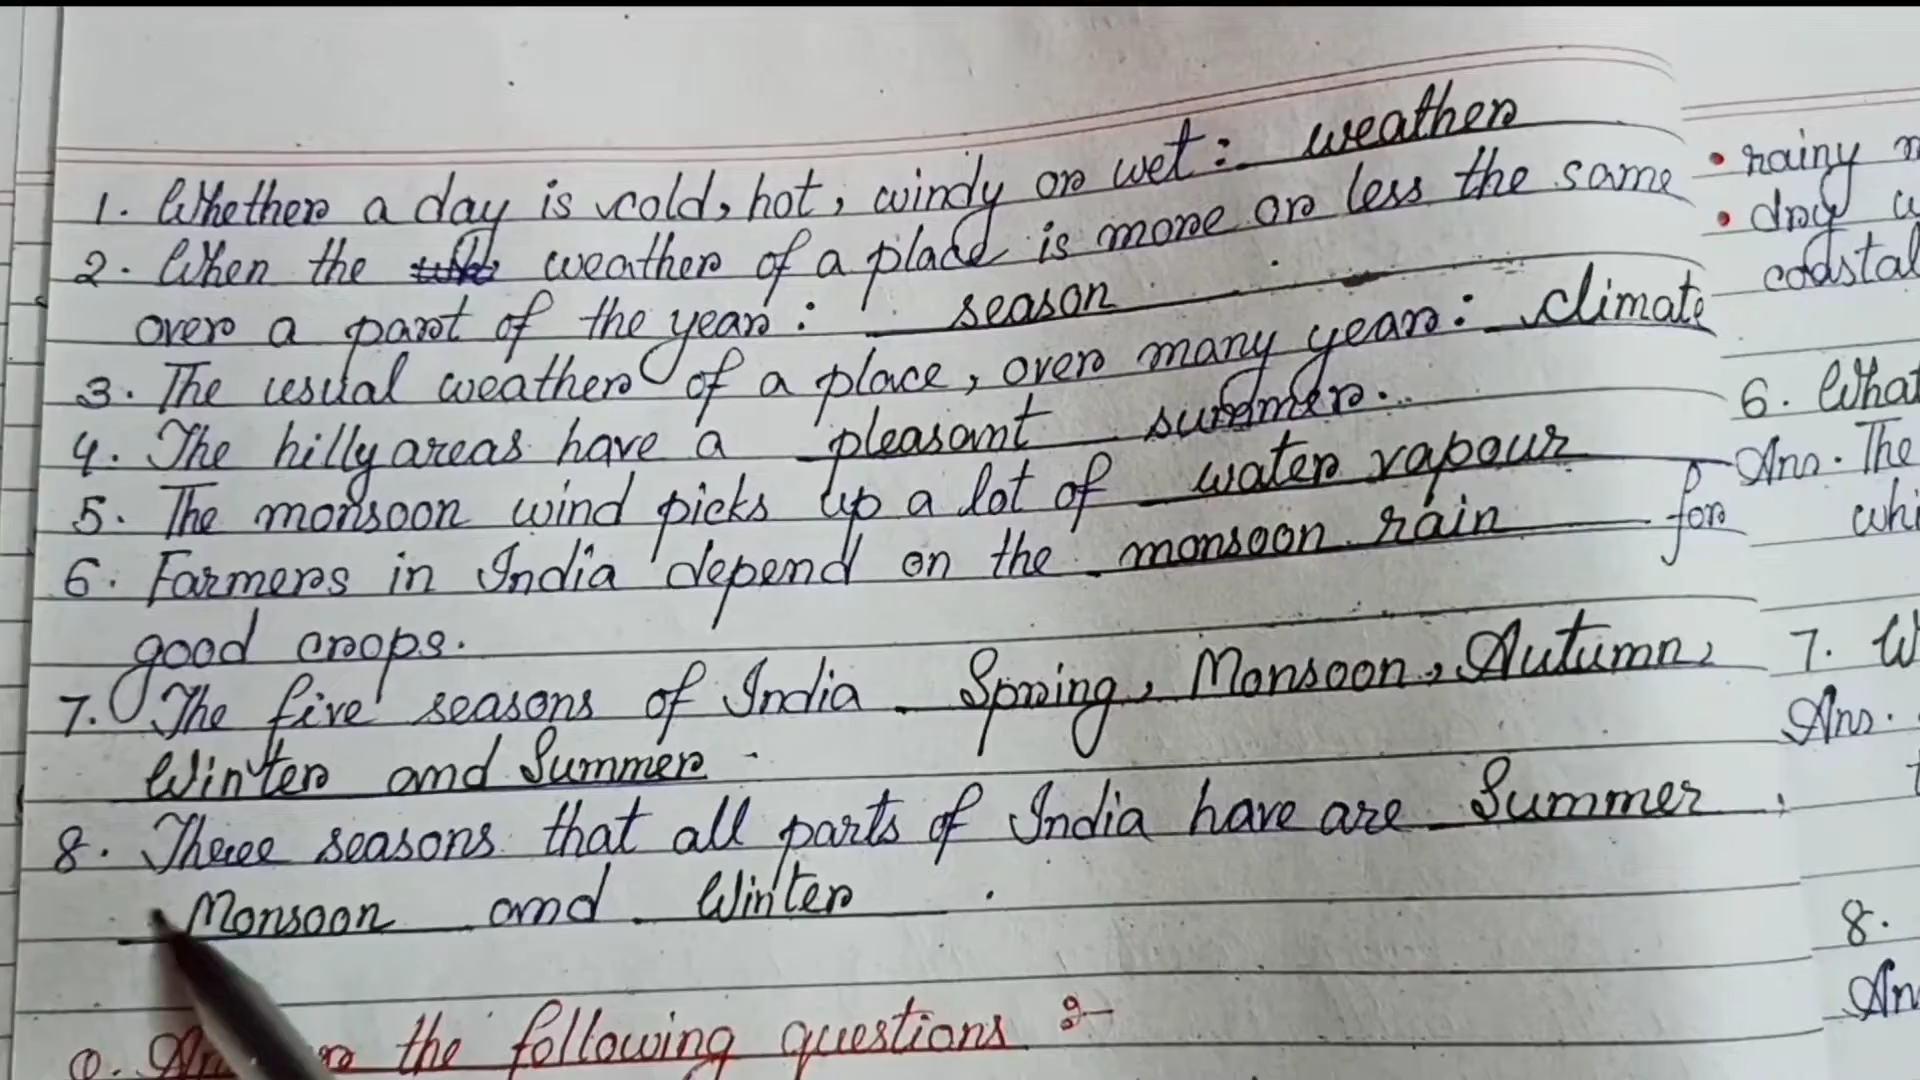 1. Whether a day is cold, hot, windy or wet: weather
2. When the weather of a place is more or less the same
over a part of the year: season
3. The usual weather of a place, over many year: climate
4. The hilly areas have a pleasant summer.
5. The monsoon wind picks up a lot of water vapour
6. Farmers in India depend on the monsoon rain for
good crops.
7. The five seasons of India Spring, Monsoon, Autumn,
Winter and Summer.
8. Three seasons that all parts of India have are Summer,
Monsoon and Winter.
Q. the following questions :-
• rainy
• dry
coastal
6. What
Ans. The
whi
7. W
Ans.
t
8.
An